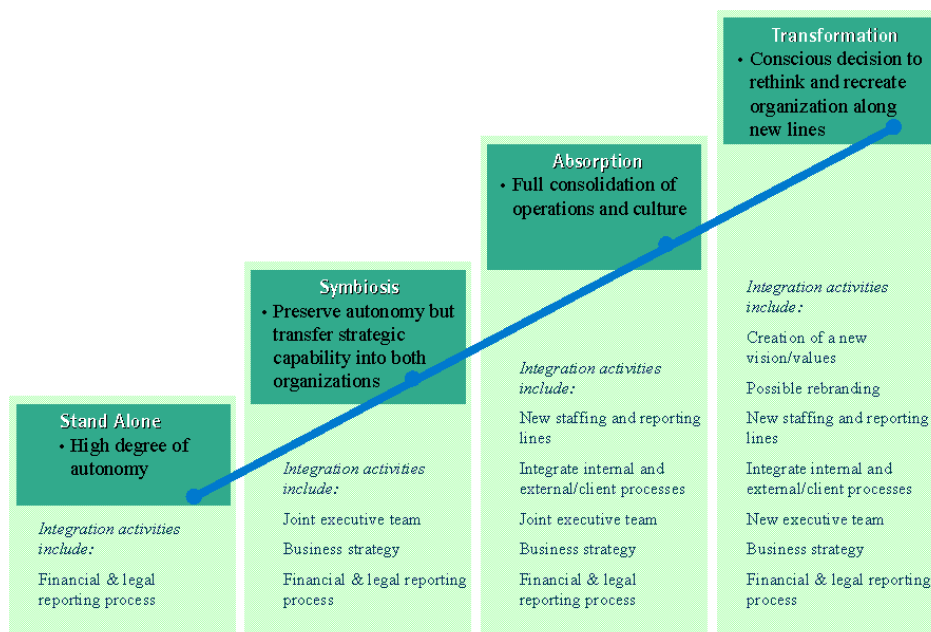 Stand Alone
• High degree of
autonomy
Integration activities
include:
Financial & legal
reporting process
Symbiosis
• Preserve autonomy but
transfer strategic
capability into both
organizations
Integration activities
include:
Joint executive team
Business strategy
Financial & legal reporting
process
Absorption
• Full consolidation of
operations and culture
Integration activities
include:
New staffing and reporting
lines
Integrate internal and
external/client processes
Joint executive team
Business strategy
Financial & legal
reporting process
Transformation
• Conscious decision to
rethink and recreate
organization along
new lines
Integration activities
include:
Creation of a new
vision/values
Possible rebranding
New staffing and reporting
lines
Integrate internal and
external/client processes
New executive team
Business strategy
Financial & legal reporting
process